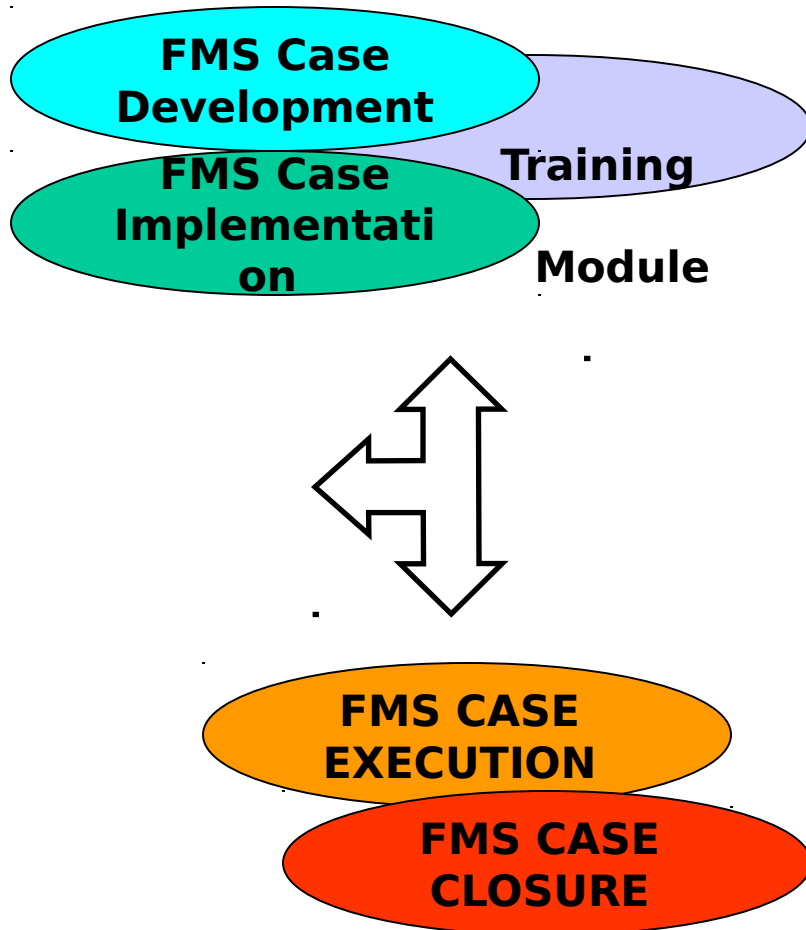 FMS Case
Development
Training
FMS Case
Implementati
on
Module
FMS CASE
EXECUTION
FMS CASE
CLOSURE